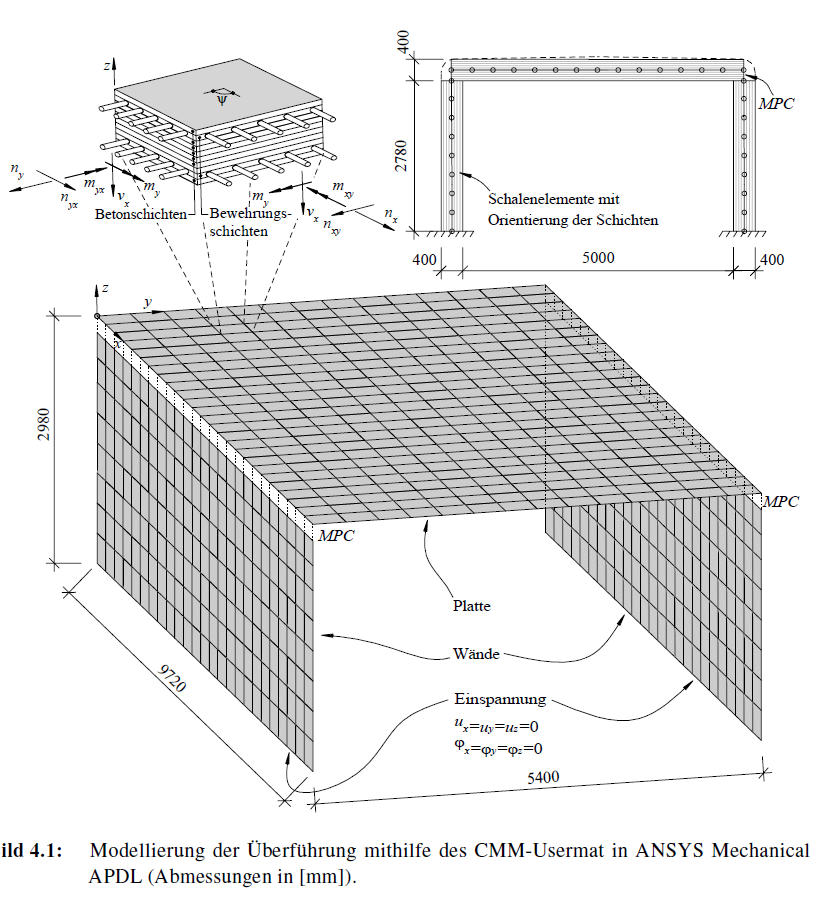 z
ψ
n_y
n_yx
m_yx
v_x
m_y
m_y
v_x
m_xy
n_xy
n_x
Betonschichten
Bewehrungs-
schichten
400
2780
MPC
Schalenelemente mit
Orientierung der Schichten
400
5000
400
z
y
x
2980
MPC
MPC
Platte
Wände
9720
Einspannung
u_x=u_y=u_z=0
φ_x=φ_y=φ_z=0
5400
ild 4.1: Modellierung der Überführung mithilfe des CMM-Usermat in ANSYS Mechanical
APDL (Abmessungen in [mm]).